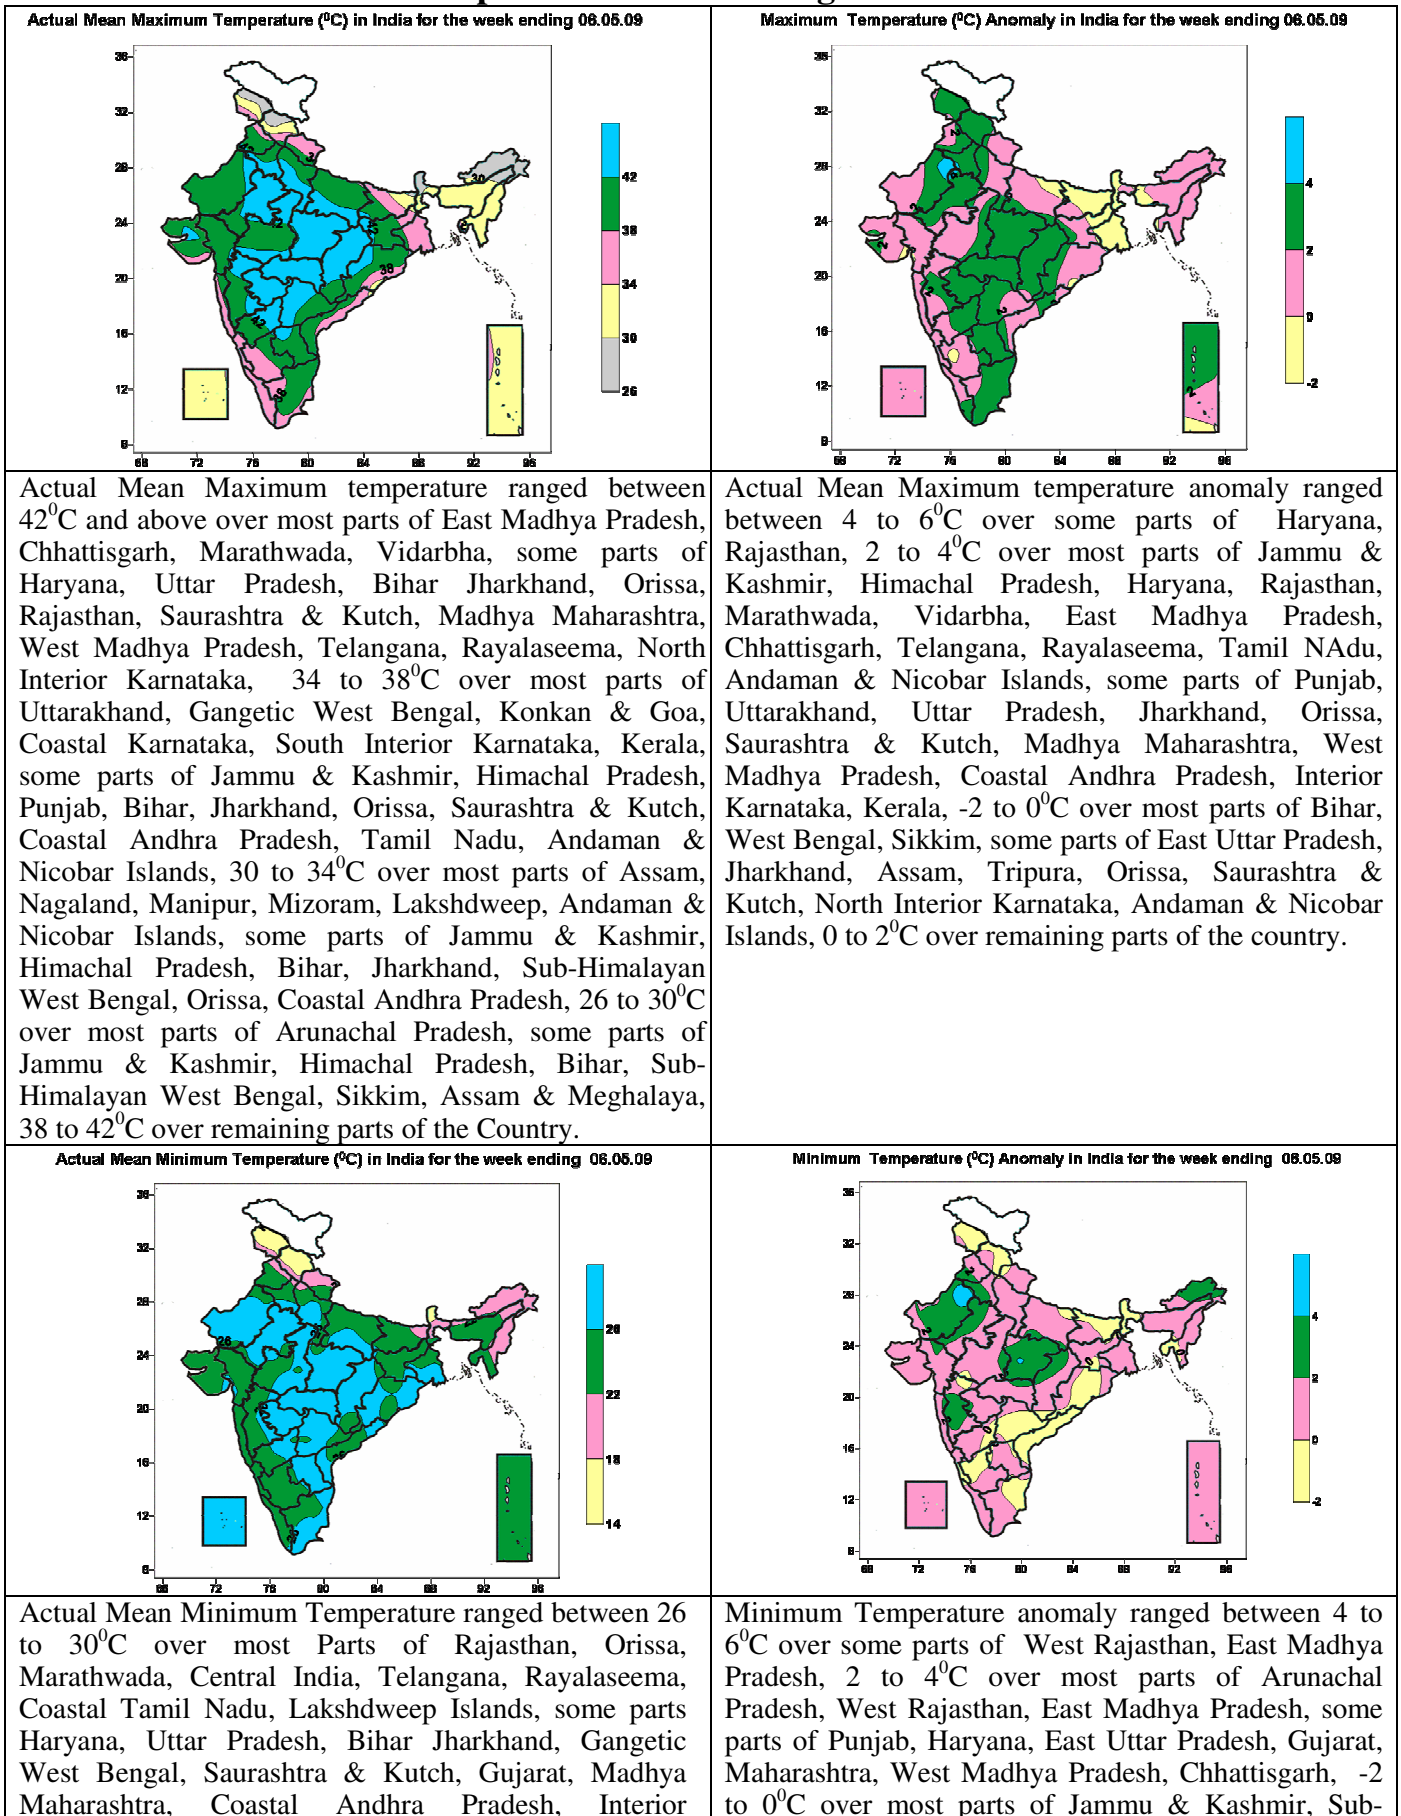 Actual Mean Maximum Temperature (⁰C) in India for the week ending 06.05.09
Maximum Temperature (⁰C) Anomaly in India for the week ending 06.05.09
Actual Mean Maximum temperature ranged between
42⁰C and above over most parts of East Madhya Pradesh,
Chhattisgarh, Marathwada, Vidarbha, some parts of
Haryana, Uttar Pradesh, Bihar Jharkhand, Orissa,
Rajasthan, Saurashtra & Kutch, Madhya Maharashtra,
West Madhya Pradesh, Telangana, Rayalaseema, North
Interior Karnataka, 34 to 38⁰C over most parts of
Uttarakhand, Gangetic West Bengal, Konkan & Goa,
Coastal Karnataka, South Interior Karnataka, Kerala,
some parts of Jammu & Kashmir, Himachal Pradesh,
Punjab, Bihar, Jharkhand, Orissa, Saurashtra & Kutch,
Coastal Andhra Pradesh, Tamil Nadu, Andaman &
Nicobar Islands, 30 to 34⁰C over most parts of Assam,
Nagaland, Manipur, Mizoram, Lakshdweep, Andaman &
Nicobar Islands, some parts of Jammu & Kashmir,
Himachal Pradesh, Bihar, Jharkhand, Sub-Himalayan
West Bengal, Orissa, Coastal Andhra Pradesh, 26 to 30⁰C
over most parts of Arunachal Pradesh, some parts of
Jammu & Kashmir, Himachal Pradesh, Bihar, Sub-
Himalayan West Bengal, Sikkim, Assam & Meghalaya,
38 to 42⁰C over remaining parts of the Country.
Actual Mean Maximum temperature anomaly ranged
between 4 to 6⁰C over some parts of Haryana,
Rajasthan, 2 to 4⁰C over most parts of Jammu &
Kashmir, Himachal Pradesh, Haryana, Rajasthan,
Marathwada, Vidarbha, East Madhya Pradesh,
Chhattisgarh, Telangana, Rayalaseema, Tamil NAdu,
Andaman & Nicobar Islands, some parts of Punjab,
Uttarakhand, Uttar Pradesh, Jharkhand, Orissa,
Saurashtra & Kutch, Madhya Maharashtra, West
Madhya Pradesh, Coastal Andhra Pradesh, Interior
Karnataka, Kerala, -2 to 0⁰C over most parts of Bihar,
West Bengal, Sikkim, some parts of East Uttar Pradesh,
Jharkhand, Assam, Tripura, Orissa, Saurashtra &
Kutch, North Interior Karnataka, Andaman & Nicobar
Islands, 0 to 2⁰C over remaining parts of the country.
Actual Mean Minimum Temperature (⁰C) in India for the week ending 06.05.09
Minimum Temperature (⁰C) Anomaly in India for the week ending 06.05.09
Actual Mean Minimum Temperature ranged between 26
to 30⁰C over most Parts of Rajasthan, Orissa,
Marathwada, Central India, Telangana, Rayalaseema,
Coastal Tamil Nadu, Lakshdweep Islands, some parts
Haryana, Uttar Pradesh, Bihar Jharkhand, Gangetic
West Bengal, Saurashtra & Kutch, Gujarat, Madhya
Maharashtra, Coastal Andhra Pradesh, Interior
Minimum Temperature anomaly ranged between 4 to
6⁰C over some parts of West Rajasthan, East Madhya
Pradesh, 2 to 4⁰C over most parts of Arunachal
Pradesh, West Rajasthan, East Madhya Pradesh, some
parts of Punjab, Haryana, East Uttar Pradesh, Gujarat,
Maharashtra, West Madhya Pradesh, Chhattisgarh, -2
to 0⁰C over most parts of Jammu & Kashmir, Sub-